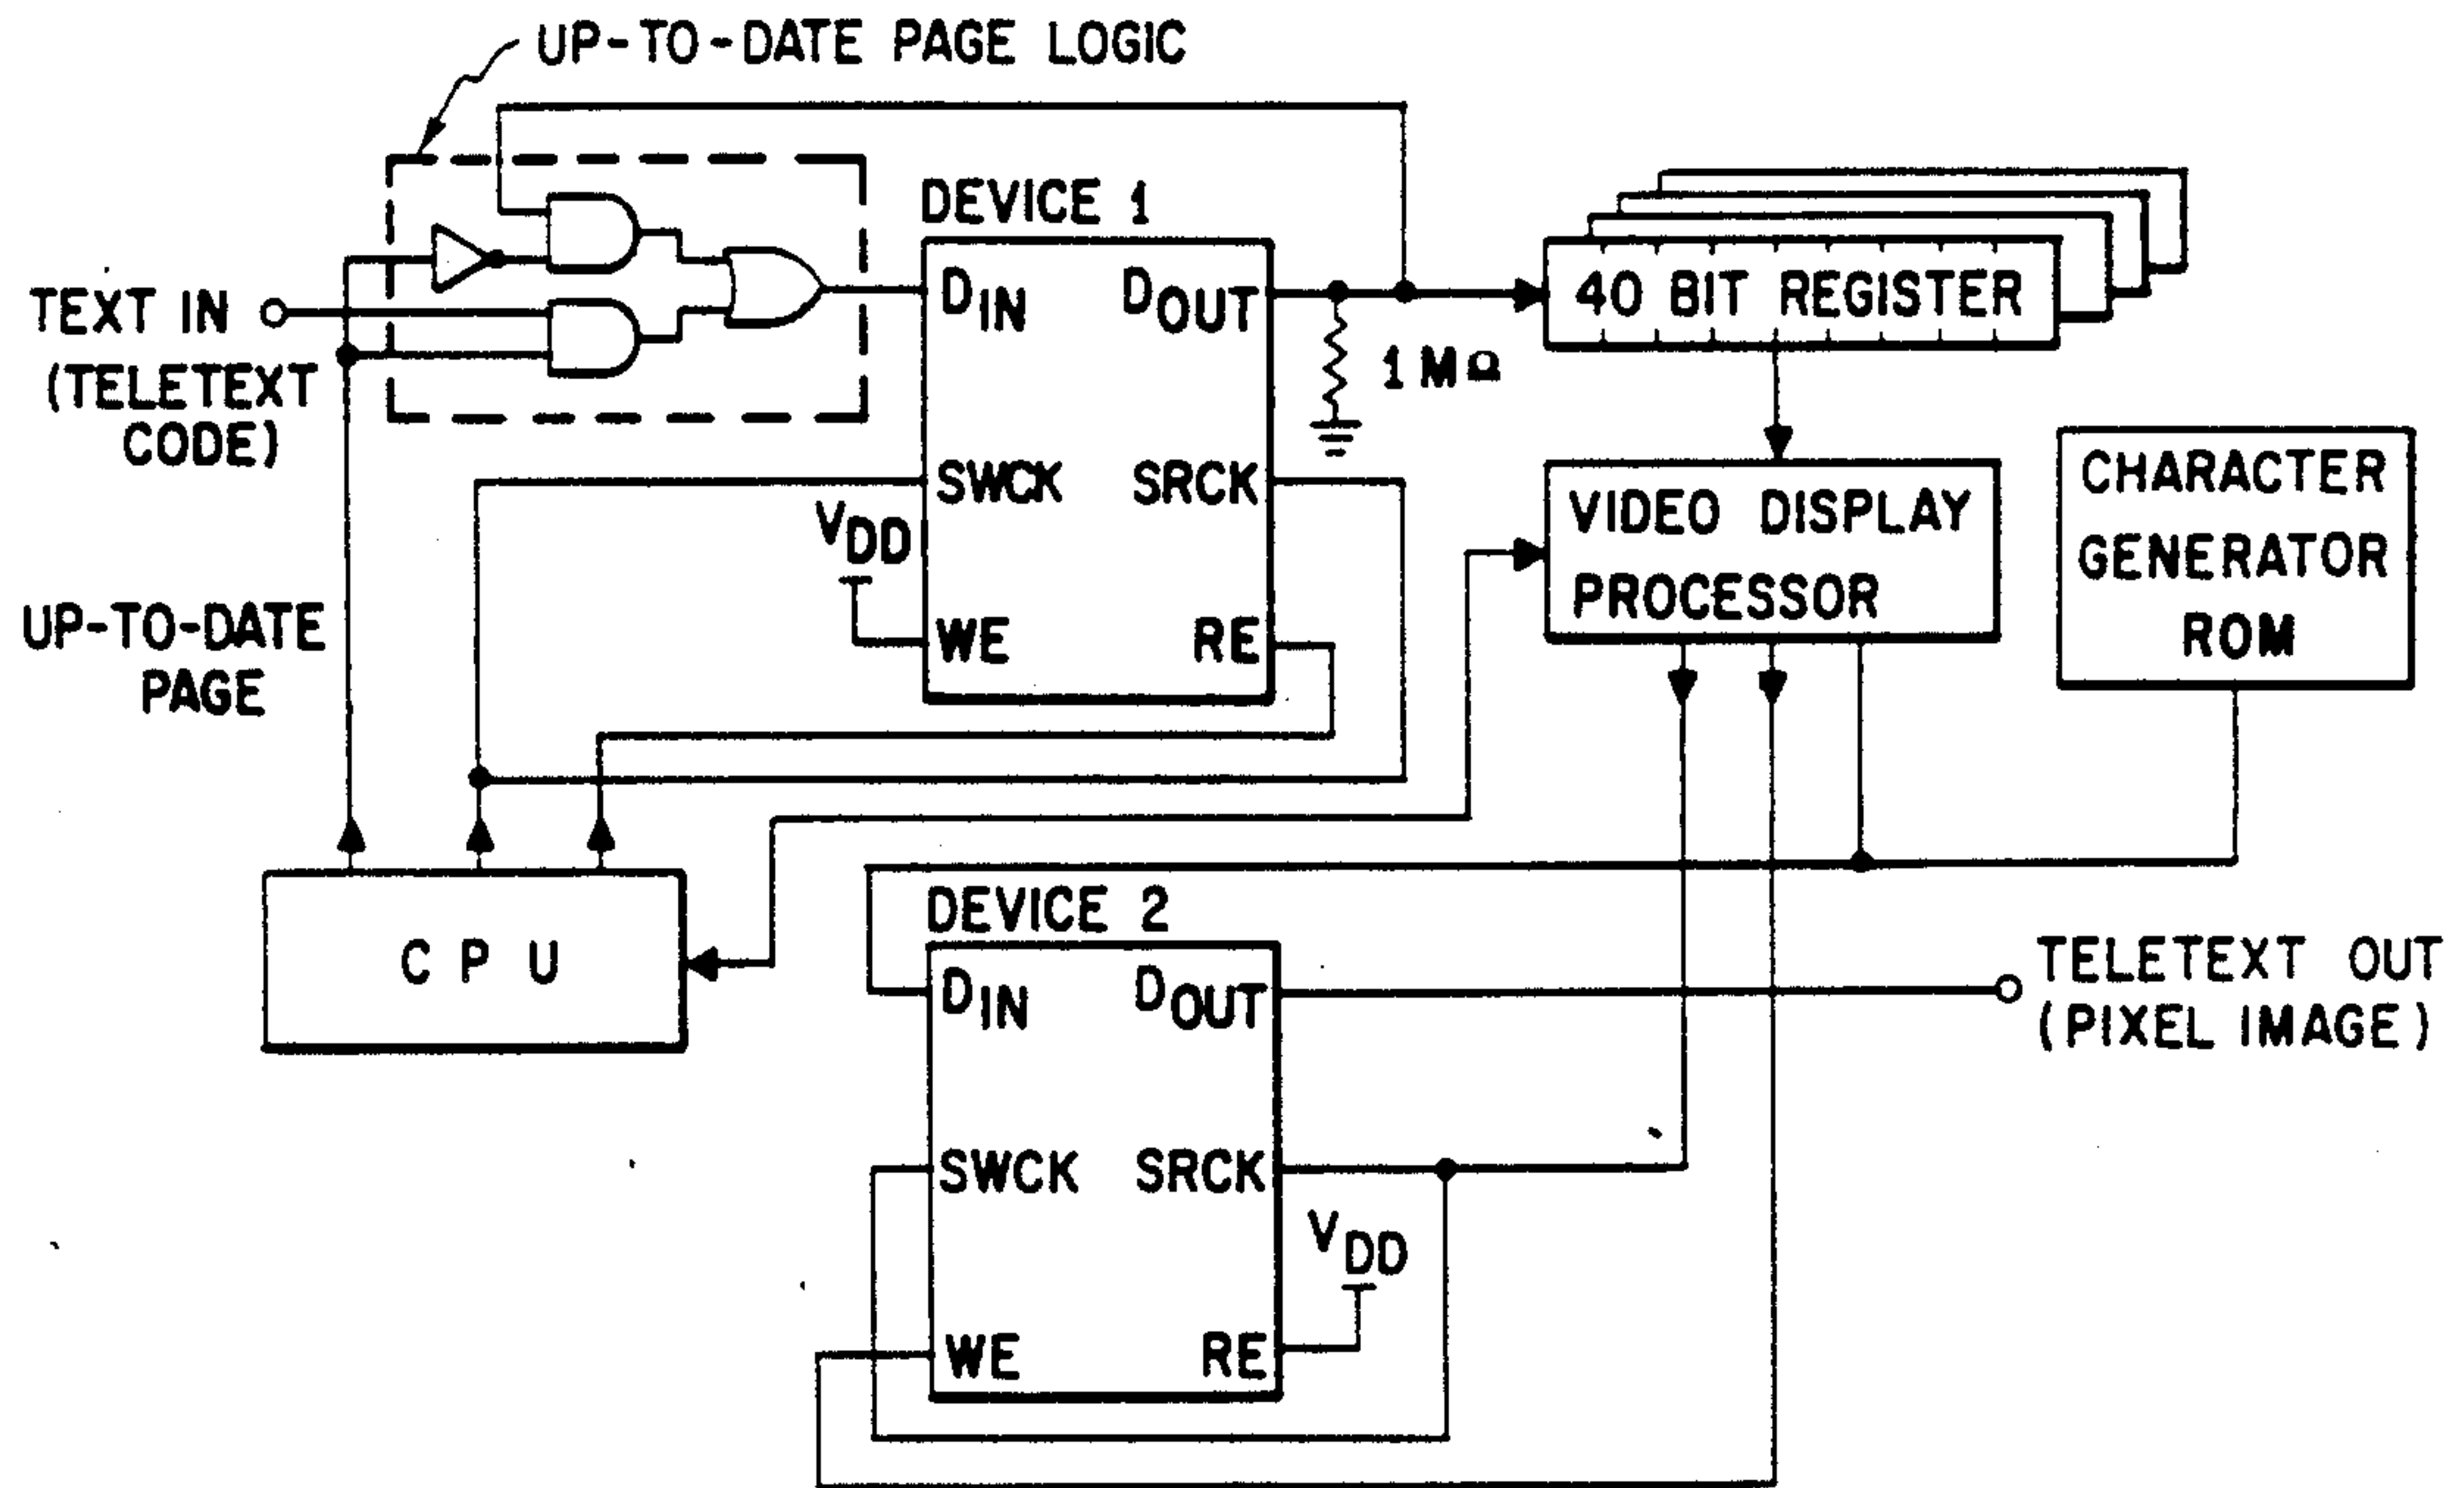 UP-TO-DATE PAGE LOGIC
DEVICE 1
TEXT IN
(TELETEXT
CODE)
DIN
DOUT
40 BIT REGISTER
1 MΩ
SWCK
SRCK
VDD
WE
RE
VIDEO DISPLAY
PROCESSOR
CHARACTER
GENERATOR
ROM
UP-TO-DATE
PAGE
CPU
DEVICE 2
DIN
DOUT
TELETEXT OUT
(PIXEL IMAGE)
SWCK
SRCK
VDD
WE
RE